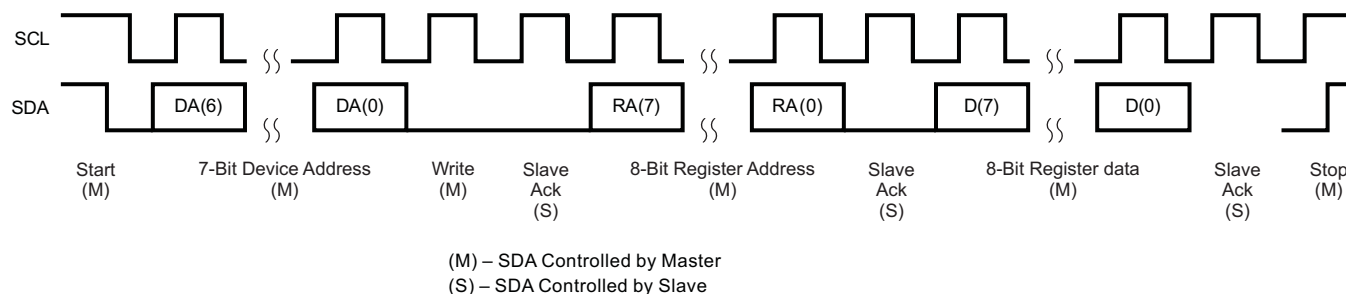 SCL
SDA
DA(6)
DA(0)
RA(7)
RA(0)
D(7)
D(0)
Start
(M)
7-Bit Device Address
(M)
Write
(M)
Slave
Ack
(S)
8-Bit Register Address
(M)
Slave
Ack
(S)
8-Bit Register data
(M)
Slave
Ack
(S)
Stop
(M)
(M) – SDA Controlled by Master
(S) – SDA Controlled by Slave